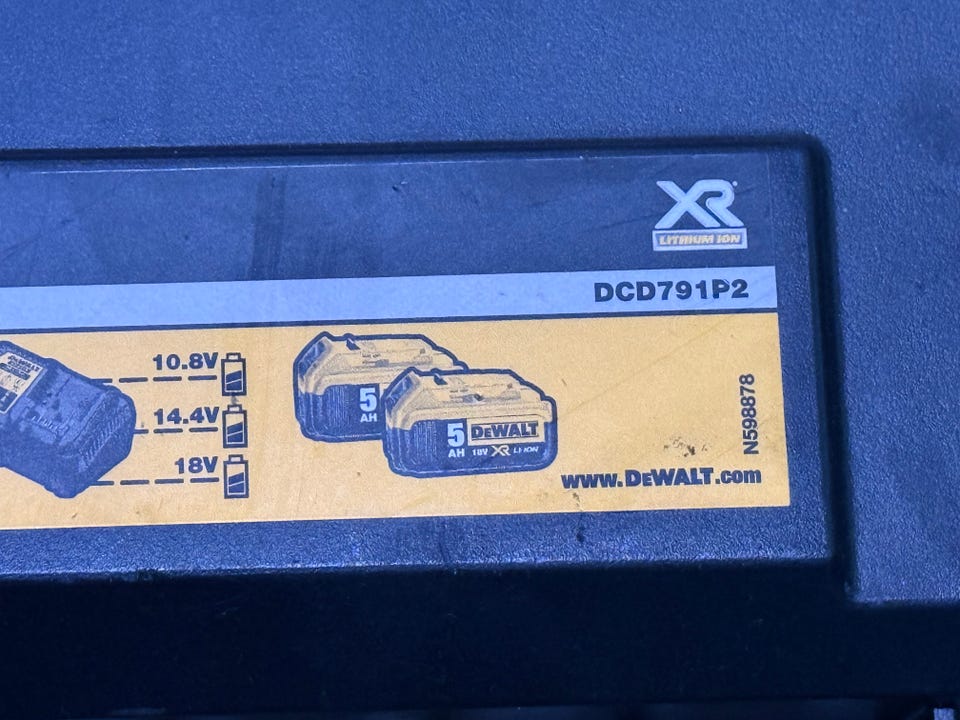 XR
LITHIUM ION
DCD791P2
10.8V
14.4V
18V
5
AH
5
AH
DEWALT
18V XR LI-ION
N598878
www.DEWALT.com